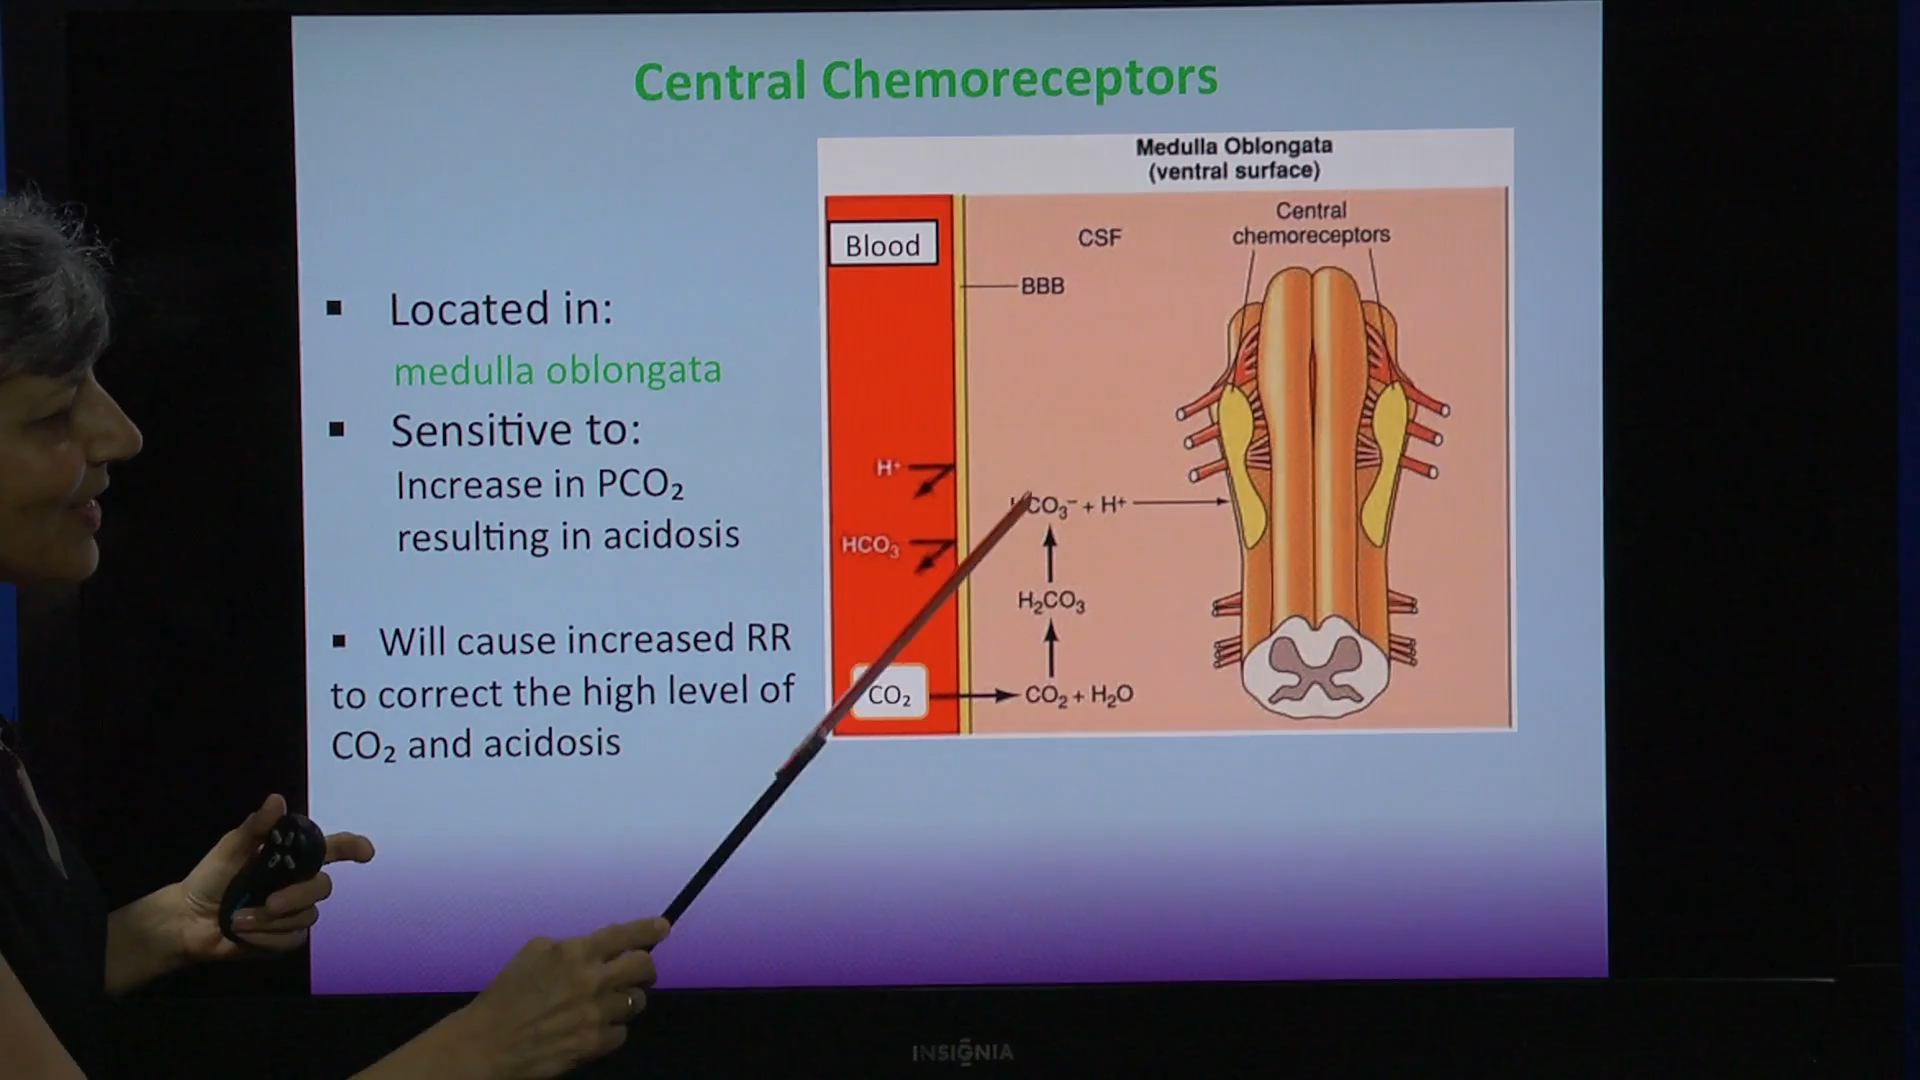 Central Chemoreceptors
▪ Located in:
medulla oblongata
▪ Sensitive to:
Increase in PCO₂
resulting in acidosis
▪ Will cause increased RR
to correct the high level of
CO₂ and acidosis
Medulla Oblongata
(ventral surface)
Blood
CSF
Central
chemoreceptors
BBB
H⁺
HCO₃
CO₃⁻ + H⁺
H₂CO₃
CO₂
CO₂ + H₂O
INSIGNIA